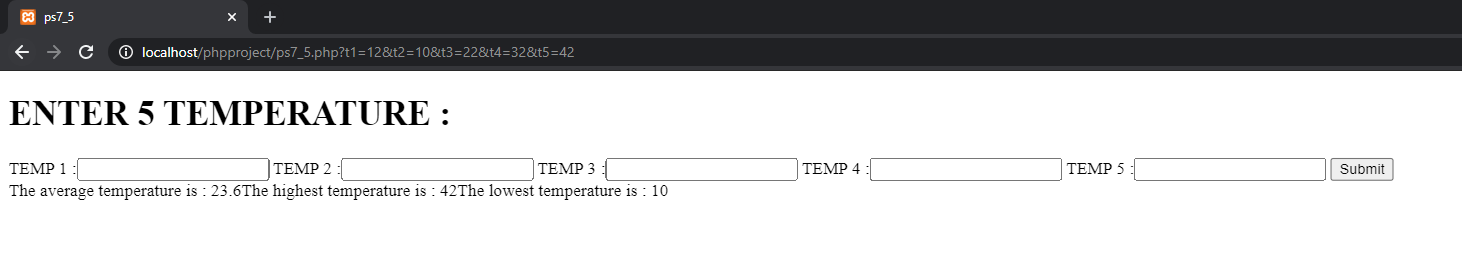 ps7_5
localhost/phpproject/ps7_5.php?t1=12&t2=10&t3=22&t4=32&t5=42
ENTER 5 TEMPERATURE :
TEMP 1 : TEMP 2 : TEMP 3 : TEMP 4 : TEMP 5 : Submit
The average temperature is : 23.6The highest temperature is : 42The lowest temperature is : 10